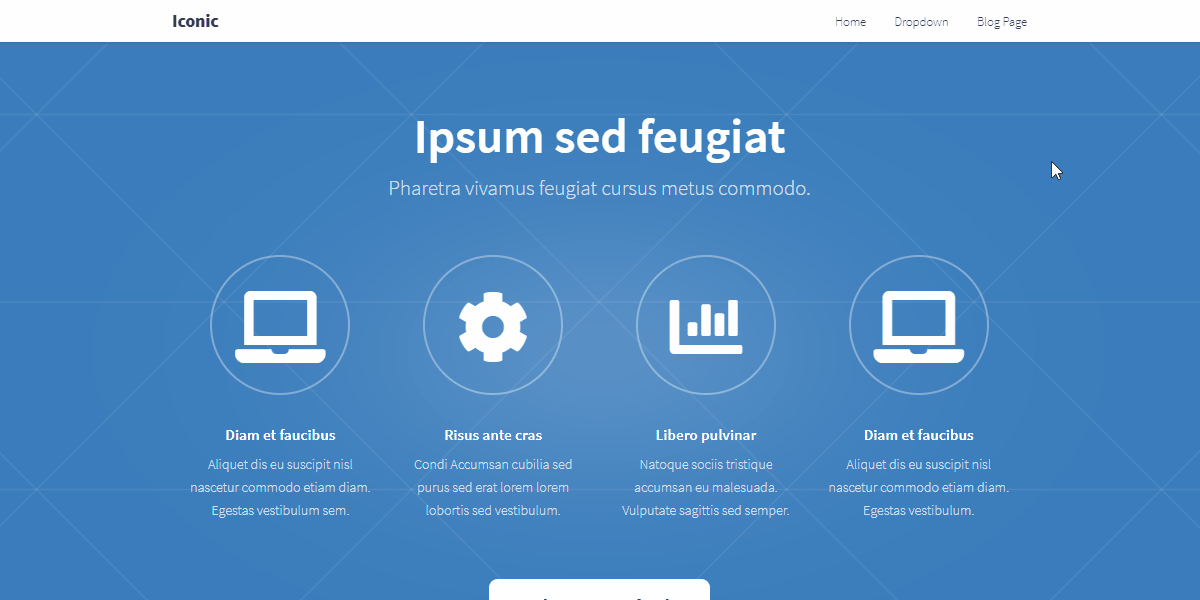 Iconic
Home Dropdown Blog Page
Ipsum sed feugiat
Pharetra vivamus feugiat cursus metus commodo.
Diam et faucibus
Aliquet dis eu suscipit nisl
nascetur commodo etiam diam.
Egestas vestibulum sem.
Risus ante cras
Condi Accumsan cubilia sed
purus sed erat lorem lorem
lobortis sed vestibulum.
Libero pulvinar
Natoque sociis tristique
accumsan eu malesuada.
Vulputate sagittis sed semper.
Diam et faucibus
Aliquet dis eu suscipit nisl
nascetur commodo etiam diam.
Egestas vestibulum.